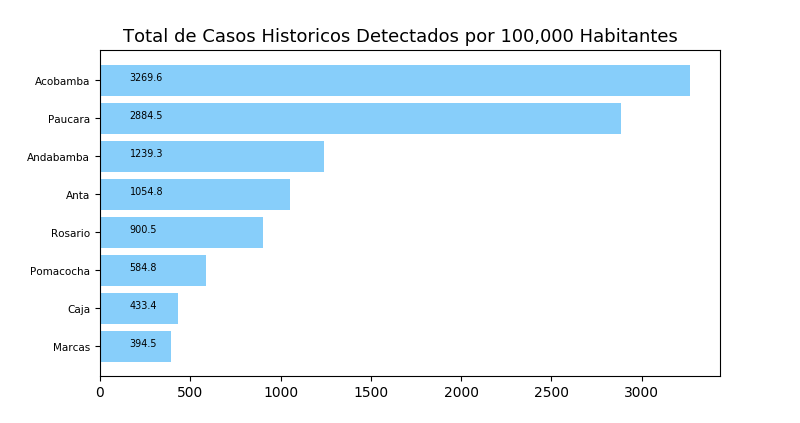 Total de Casos Historicos Detectados por 100,000 Habitantes
Acobamba 3269.6
Paucara 2884.5
Andabamba 1239.3
Anta 1054.8
Rosario 900.5
Pomacocha 584.8
Caja 433.4
Marcas 394.5
0 500 1000 1500 2000 2500 3000